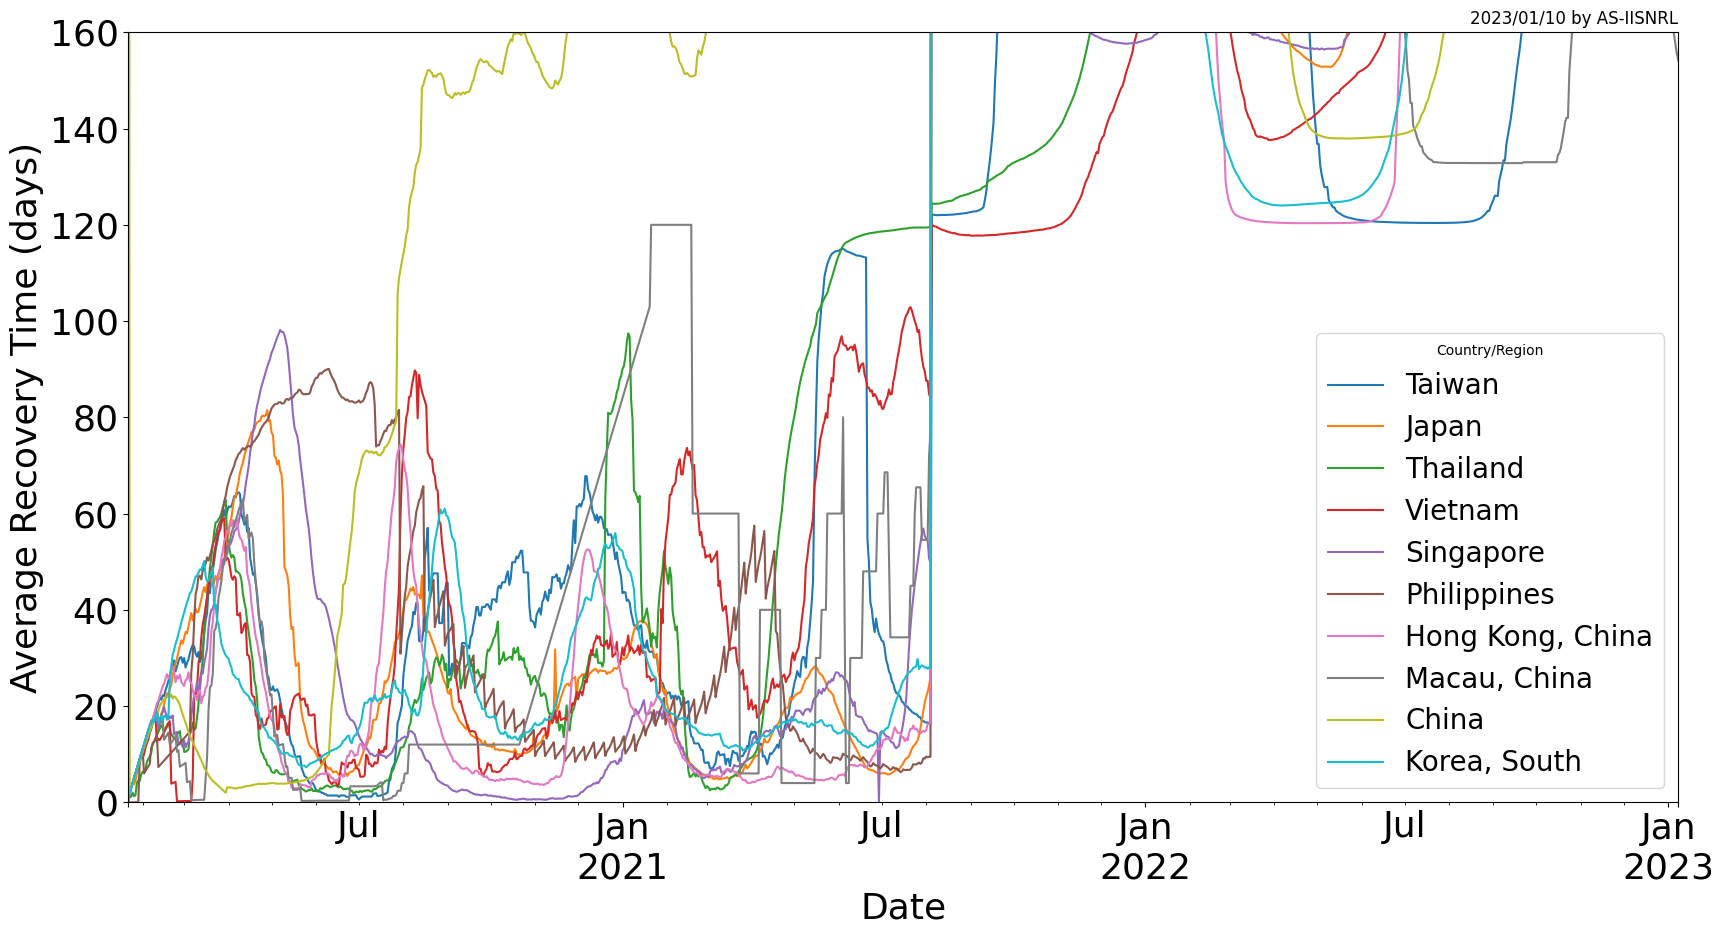 2023/01/10 by AS-IISNRL
Average Recovery Time (days)
160
140
120
100
80
60
40
20
0
Country/Region
Taiwan
Japan
Thailand
Vietnam
Singapore
Philippines
Hong Kong, China
Macau, China
China
Korea, South
Jul
Jan
2021
Jul
Jan
2022
Jul
Jan
2023
Date